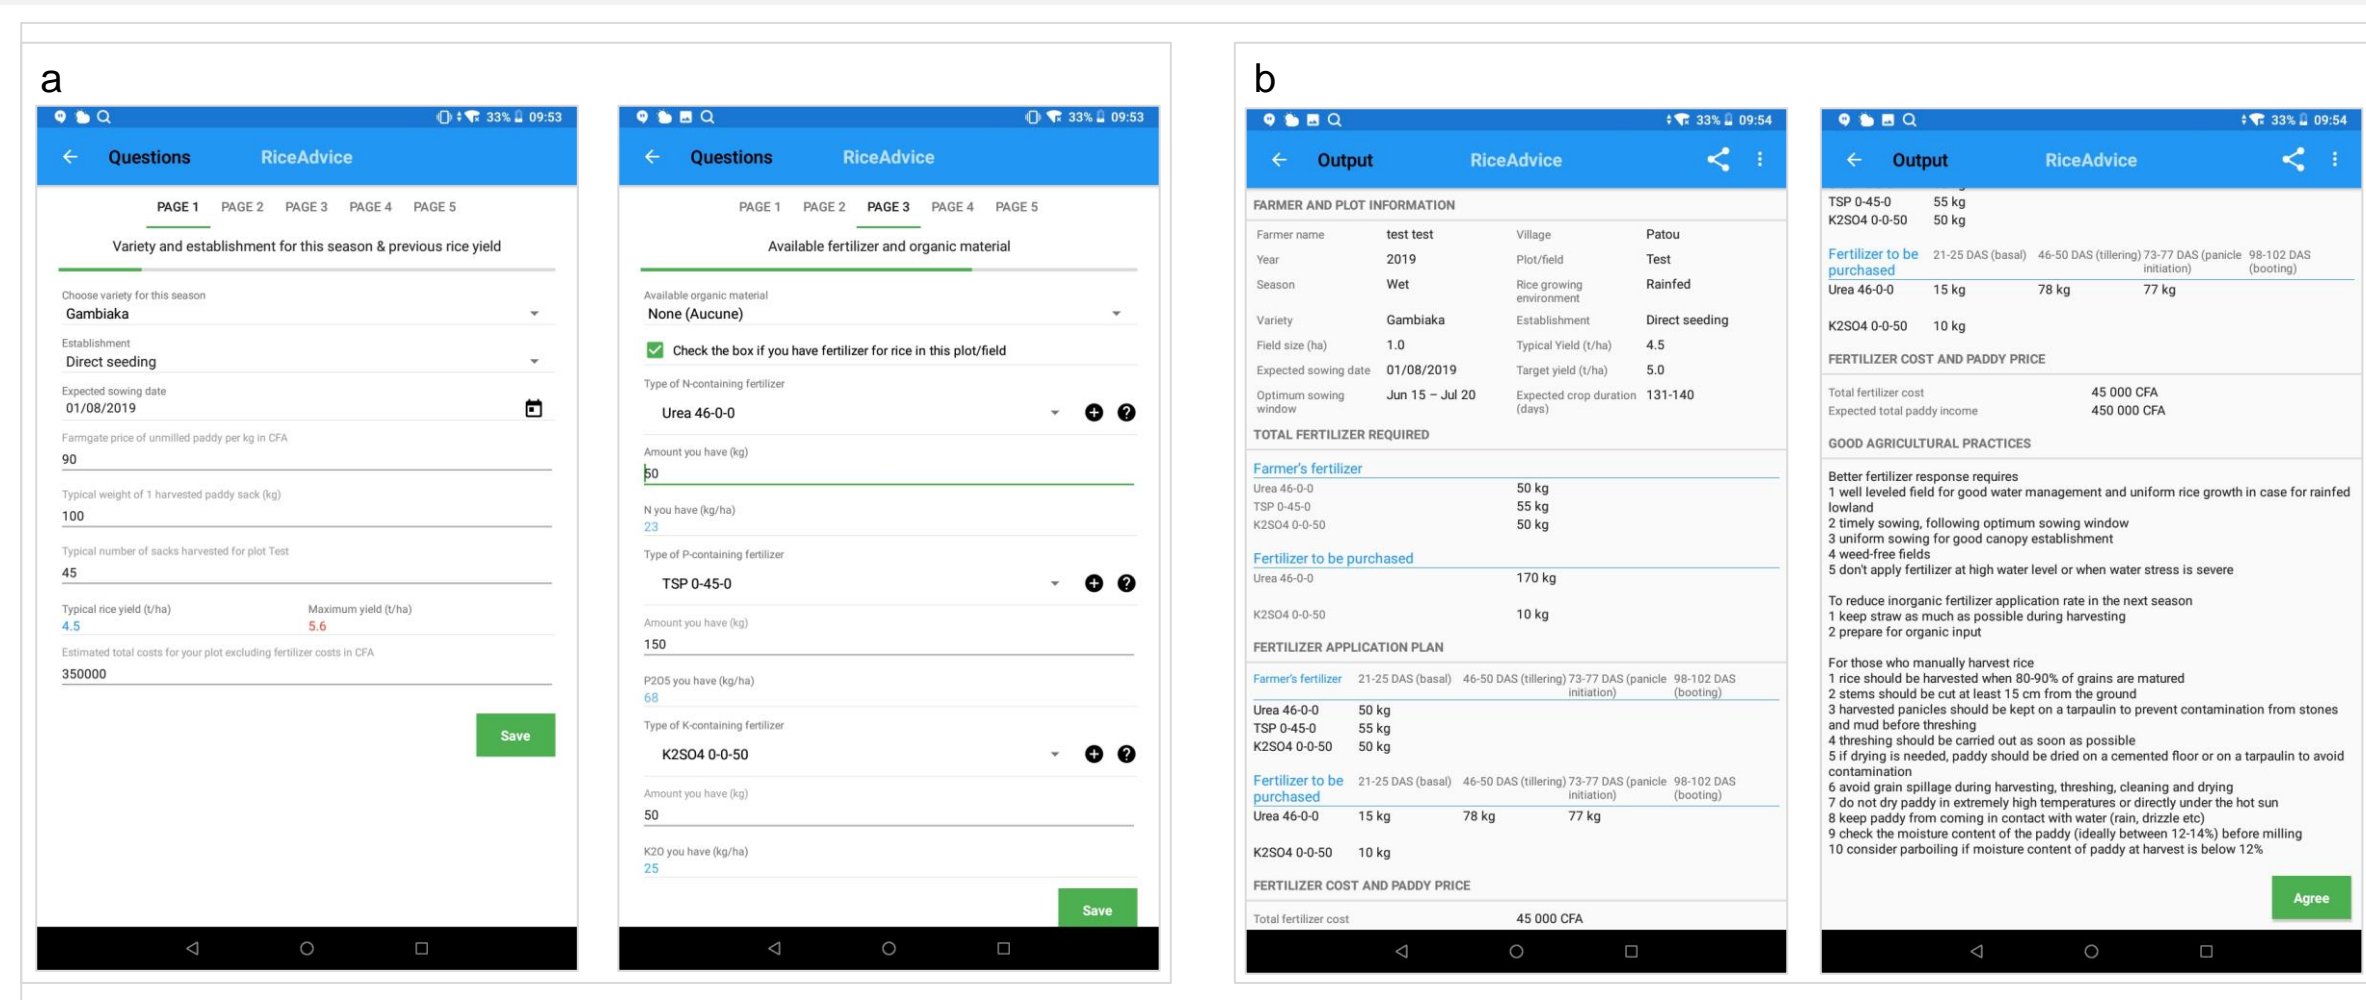 a
33% 09:53
Questions RiceAdvice
PAGE 1 PAGE 2 PAGE 3 PAGE 4 PAGE 5
Variety and establishment for this season & previous rice yield
Choose variety for this season
Gambiaka
Establishment
Direct seeding
Expected sowing date
01/08/2019
Farmgate price of unmilled paddy per kg in CFA
90
Typical weight of 1 harvested paddy sack (kg)
100
Typical number of sacks harvested for plot Test
45
Typical rice yield (t/ha) Maximum yield (t/ha)
4.5 5.6
Estimated total costs for your plot excluding fertilizer costs in CFA
350000
Save
33% 09:53
Questions RiceAdvice
PAGE 1 PAGE 2 PAGE 3 PAGE 4 PAGE 5
Available fertilizer and organic material
Available organic material
None (Aucune)
Check the box if you have fertilizer for rice in this plot/field
Type of N-containing fertilizer
Urea 46-0-0
Amount you have (kg)
50
N you have (kg/ha)
23
Type of P-containing fertilizer
TSP 0-45-0
Amount you have (kg)
150
P2O5 you have (kg/ha)
68
Type of K-containing fertilizer
K2SO4 0-0-50
Amount you have (kg)
50
K2O you have (kg/ha)
25
Save
b
33% 09:54
Output RiceAdvice
FARMER AND PLOT INFORMATION
Farmer name test test Village Patou
Year 2019 Plot/field Test
Season Wet Rice growing Rainfed
environment
Variety Gambiaka Establishment Direct seeding
Field size (ha) 1.0 Typical Yield (t/ha) 4.5
Expected sowing date 01/08/2019 Target yield (t/ha) 5.0
Optimum sowing Jun 15 – Jul 20 Expected crop duration 131-140
window (days)
TOTAL FERTILIZER REQUIRED
Farmer's fertilizer
Urea 46-0-0 50 kg
TSP 0-45-0 55 kg
K2SO4 0-0-50 50 kg
Fertilizer to be purchased
Urea 46-0-0 170 kg
K2SO4 0-0-50 10 kg
FERTILIZER APPLICATION PLAN
Farmer's fertilizer 21-25 DAS (basal) 46-50 DAS (tillering) 73-77 DAS (panicle 98-102 DAS
initiation) (booting)
Urea 46-0-0 50 kg
TSP 0-45-0 55 kg
K2SO4 0-0-50 50 kg
Fertilizer to be 21-25 DAS (basal) 46-50 DAS (tillering) 73-77 DAS (panicle 98-102 DAS
purchased initiation) (booting)
Urea 46-0-0 15 kg 78 kg 77 kg
K2SO4 0-0-50 10 kg
FERTILIZER COST AND PADDY PRICE
Total fertilizer cost 45 000 CFA
33% 09:54
Output RiceAdvice
TSP 0-45-0 55 kg
K2SO4 0-0-50 50 kg
Fertilizer to be 21-25 DAS (basal) 46-50 DAS (tillering) 73-77 DAS (panicle 98-102 DAS
purchased initiation) (booting)
Urea 46-0-0 15 kg 78 kg 77 kg
K2SO4 0-0-50 10 kg
FERTILIZER COST AND PADDY PRICE
Total fertilizer cost 45 000 CFA
Expected total paddy income 450 000 CFA
GOOD AGRICULTURAL PRACTICES
Better fertilizer response requires
1 well leveled field for good water management and uniform rice growth in case for rainfed
lowland
2 timely sowing, following optimum sowing window
3 uniform sowing for good canopy establishment
4 weed-free fields
5 don't apply fertilizer at high water level or when water stress is severe
To reduce inorganic fertilizer application rate in the next season
1 keep straw as much as possible during harvesting
2 prepare for organic input
For those who manually harvest rice
1 rice should be harvested when 80-90% of grains are matured
2 stems should be cut at least 15 cm from the ground
3 harvested panicles should be kept on a tarpaulin to prevent contamination from stones
and mud before threshing
4 threshing should be carried out as soon as possible
5 if drying is needed, paddy should be dried on a cemented floor or on a tarpaulin to avoid
contamination
6 avoid grain spillage during harvesting, threshing, cleaning and drying
7 do not dry paddy in extremely high temperatures or directly under the hot sun
8 keep paddy from coming in contact with water (rain, drizzle etc)
9 check the moisture content of the paddy (ideally between 12-14%) before milling
10 consider parboiling if moisture content of paddy at harvest is below 12%
Agree